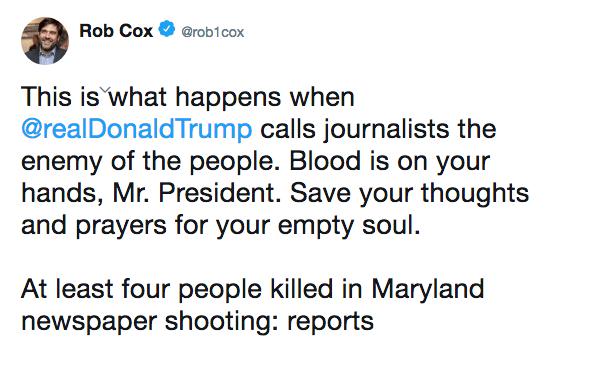 Rob Cox @rob1cox
This is what happens when
@realDonaldTrump calls journalists the
enemy of the people. Blood is on your
hands, Mr. President. Save your thoughts
and prayers for your empty soul.
At least four people killed in Maryland
newspaper shooting: reports